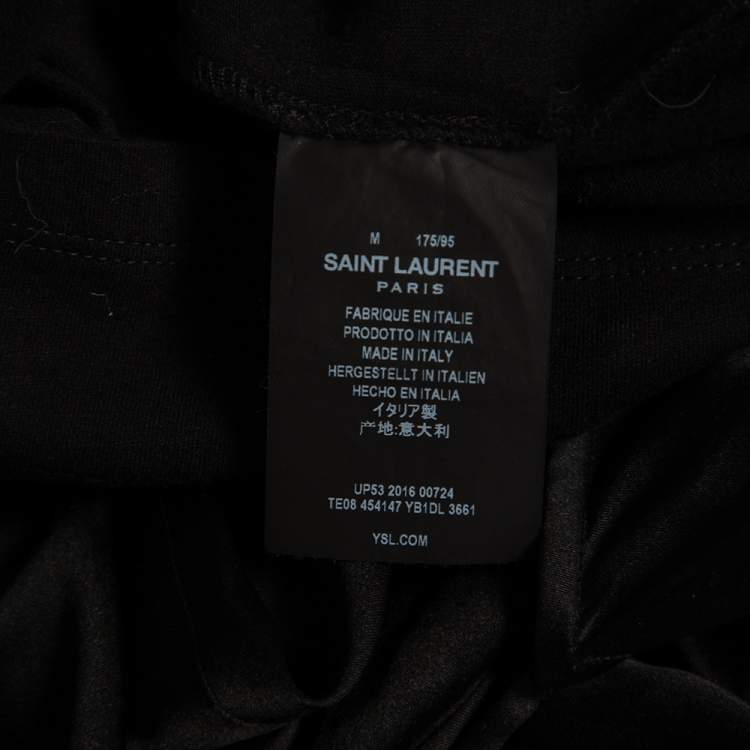 M 175/95
SAINT LAURENT
PARIS
FABRIQUE EN ITALIE
PRODOTTO IN ITALIA
MADE IN ITALY
HERGESTELLT IN ITALIEN
HECHO EN ITALIA
イタリア製
产地:意大利
UP53 2016 00724
TE08 454147 YB1DL 3661
YSL.COM